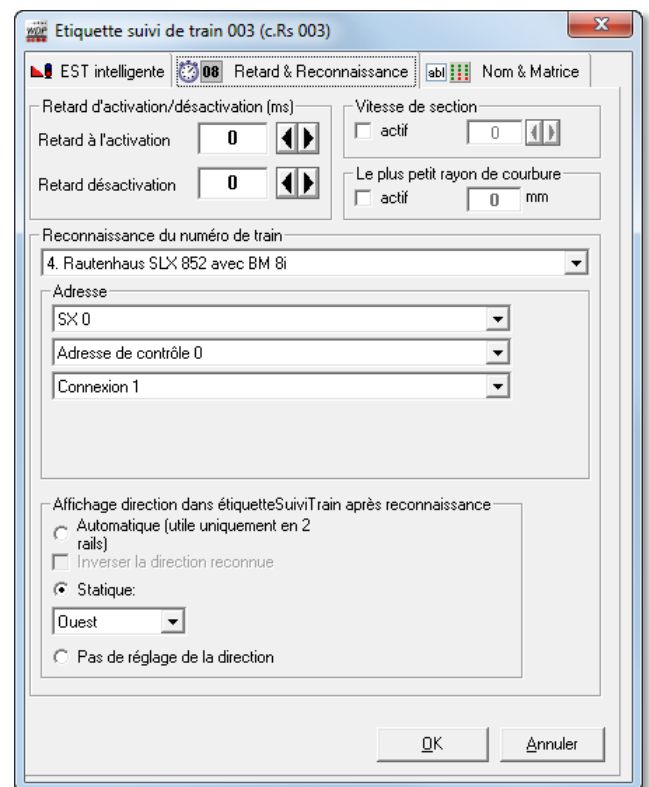 WDP Etiquette suivi de train 003 (c.Rs 003)
EST intelligente 08 Retard & Reconnaissance abl Nom & Matrice
Retard d'activation/désactivation (ms)
Retard à l'activation 0
Retard désactivation 0
Vitesse de section
actif 0
Le plus petit rayon de courbure
actif 0 mm
Reconnaissance du numéro de train
4. Rautenhaus SLX 852 avec BM 8i
Adresse
SX 0
Adresse de contrôle 0
Connexion 1
Affichage direction dans étiquetteSuiviTrain après reconnaissance
Automatique (utile uniquement en 2
rails)
Inverser la direction reconnue
Statique:
Ouest
Pas de réglage de la direction
OK Annuler